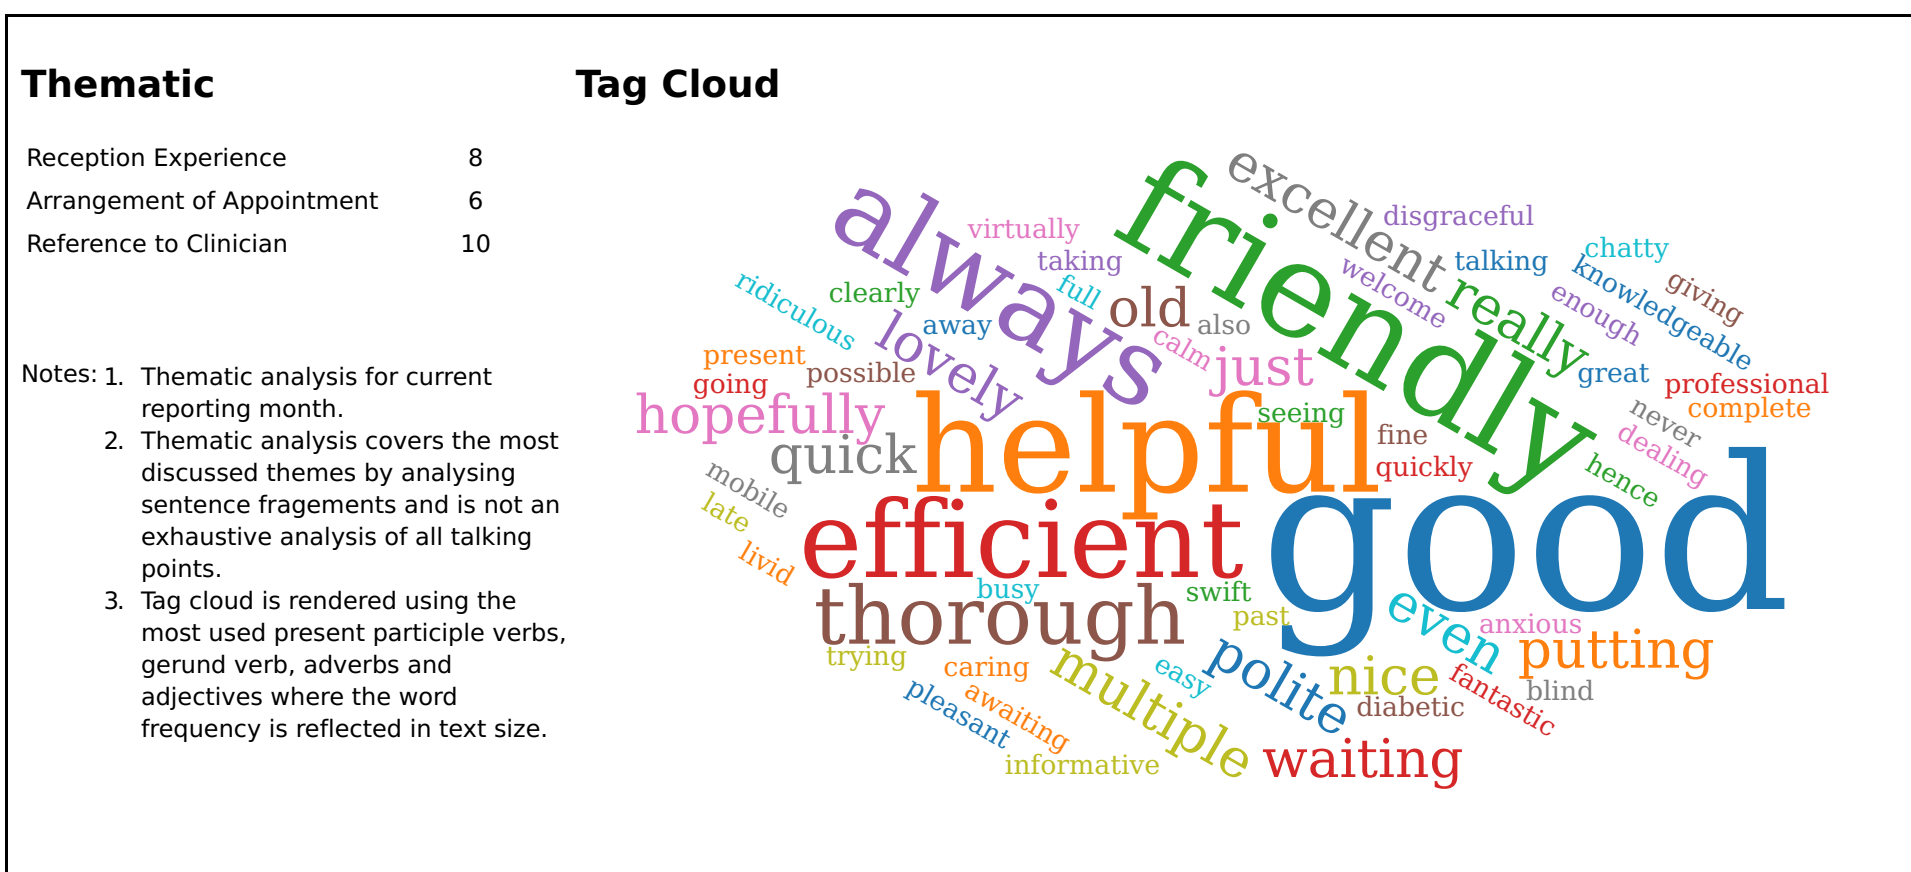 Thematic
Reception Experience 8
Arrangement of Appointment 6
Reference to Clinician 10
Notes: 1. Thematic analysis for current
reporting month.
2. Thematic analysis covers the most
discussed themes by analysing
sentence fragements and is not an
exhaustive analysis of all talking
points.
3. Tag cloud is rendered using the
most used present participle verbs,
gerund verb, adverbs and
adjectives where the word
frequency is reflected in text size.
Tag Cloud
excellent
friendly
always
disgraceful
virtually
chatty
taking
talking
knowledgeable
welcome
giving
full
ridiculous
clearly
old
really
enough
also
away
lovely
calm
just
present
possible
great
going
professional
hopefully
helpful
seeing
never
complete
quick
fine
dealing
quickly
hence
mobile
good
late
efficient
livid
busy
swift
thorough
past
even
anxious
putting
trying
caring
multiple
easy
polite
nice
fantastic
blind
pleasant
awaiting
diabetic
informative
waiting